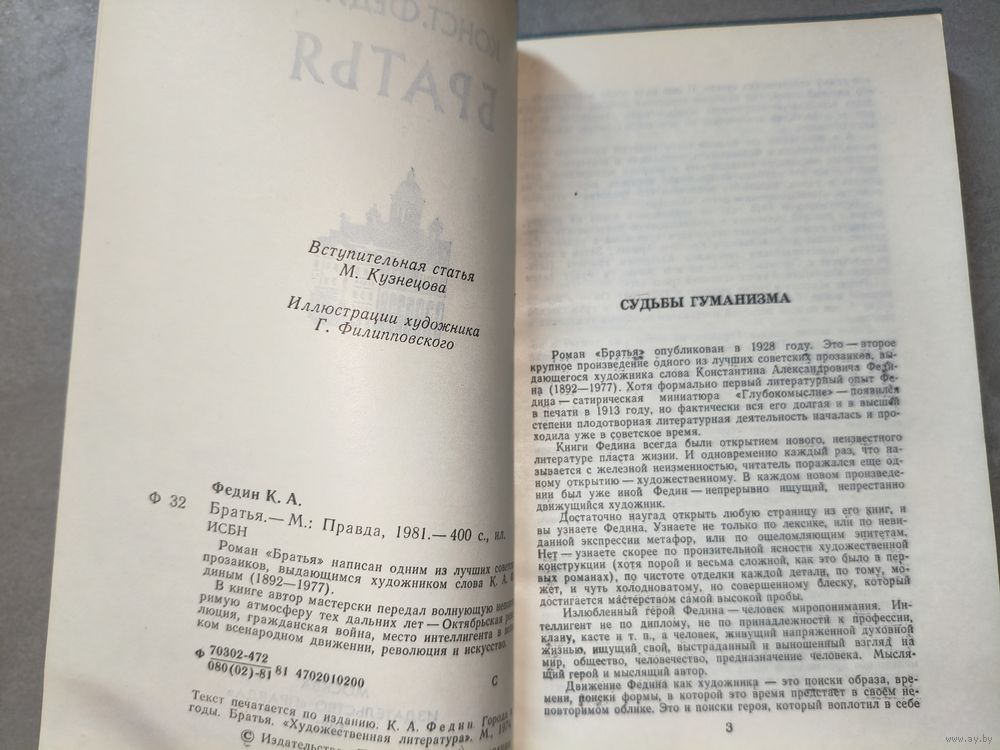 Вступительная статья
М. Кузнецова
Иллюстрации художника
Г. Филипповского
Федин К. А.
Ф 32
Братья.— М.: Правда, 1981.— 400 с., ил.
ИСБН
Роман «Братья» написан одним из лучших
прозаиков, выдающимся художником слова К. А.
диным (1892—1977).
В книге автор мастерски передал волнующую
римую атмосферу тех дальних лет — Октябрьская
люция, гражданская война, место интеллигента в
ком всенародном движении, революция и искусство.
Ф 70302-472
080(02)-81 81 4702010200
С
Текст печатается по изданию. К. А. Федин. Города и
годы. Братья. «Художественная литература». М.,
© Издательство
КОНСТ.
БРАТЬЯ
СУДЬБЫ ГУМАНИЗМА
Роман «Братья» опубликован в 1928 году. Это — второе
крупное произведение одного из лучших советских прозаиков, вы-
дающегося художника слова Константина Александровича Феди-
на (1892—1977). Хотя формально первый литературный опыт Фе-
дина — сатирическая миниатюра «Глубокомыслие» — появился
в печати в 1913 году, но фактически вся его долгая и в высшей
степени плодотворная литературная деятельность началась и про-
ходила уже в советское время.
Книги Федина всегда были открытием нового, неизвестного
литературе пласта жизни. И одновременно каждый раз, что на-
зывается с железной неизменностью, читатель поражался еще од-
ному открытию — художественному. В каждом новом произведе-
нии был уже иной Федин — непрерывно ищущий, непрестанно
движущийся художник.
Достаточно наугад открыть любую страницу из его книг, и
вы узнаете Федина. Узнаете не только по лексике, или по неви-
данной экспрессии метафор, или по ошеломляющим эпитетам.
Нет — узнаете скорее по пронзительной ясности художественной
конструкции (хотя порой и весьма сложной, как это было в пер-
вых романах), по чистоте отделки каждой детали, по тому, мо-
жет, и чуть холодноватому, но совершенному блеску, который
достигается мастерством самой высокой пробы.
Излюбленный герой Федина — человек миропонимания. Ин-
теллигент не по диплому, не по принадлежности к профессии,
клану, касте и т. п., а человек, живущий напряженной духовной
жизнью, ищущий свой, выстраданный и выношенный взгляд на
мир, общество, человечество, предназначение человека. Мысля-
щий герой и мыслящий автор.
Движение Федина как художника — это поиски образа, вре-
мени, поиски формы, в которой это время предстает в своем не-
повторимом облике. Это и поиски героя, который воплотил в себе
3
www.ay.by